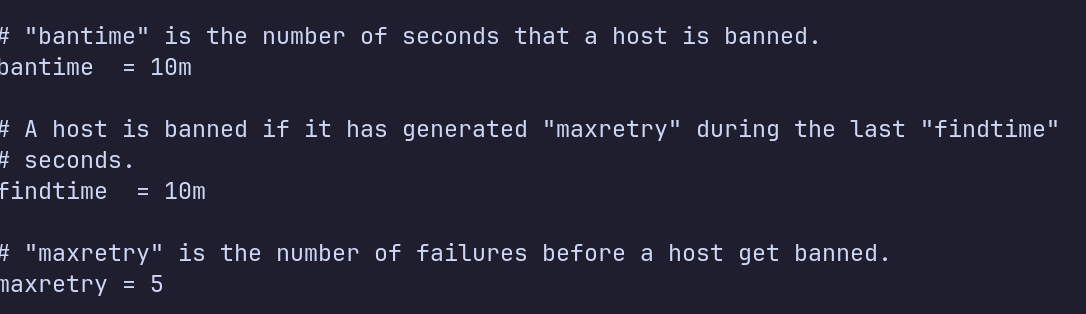 # "bantime" is the number of seconds that a host is banned.
bantime  = 10m
# A host is banned if it has generated "maxretry" during the last "findtime"
# seconds.
findtime  = 10m
# "maxretry" is the number of failures before a host get banned.
maxretry = 5